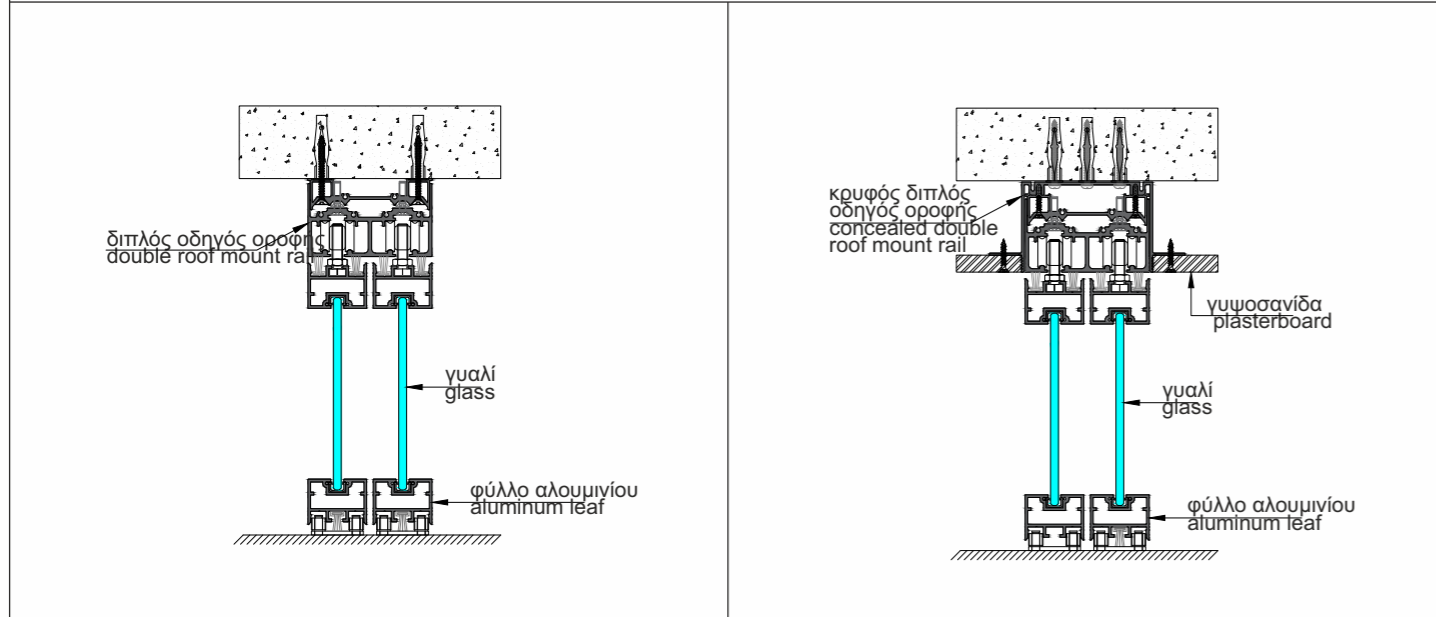 διπλός οδηγός οροφής
double roof mount rail
γυαλί
glass
φύλλο αλουμινίου
aluminum leaf
κρυφός διπλός
οδηγός οροφής
concealed double
roof mount rail
γυψοσανίδα
plasterboard
γυαλί
glass
φύλλο αλουμινίου
aluminum leaf